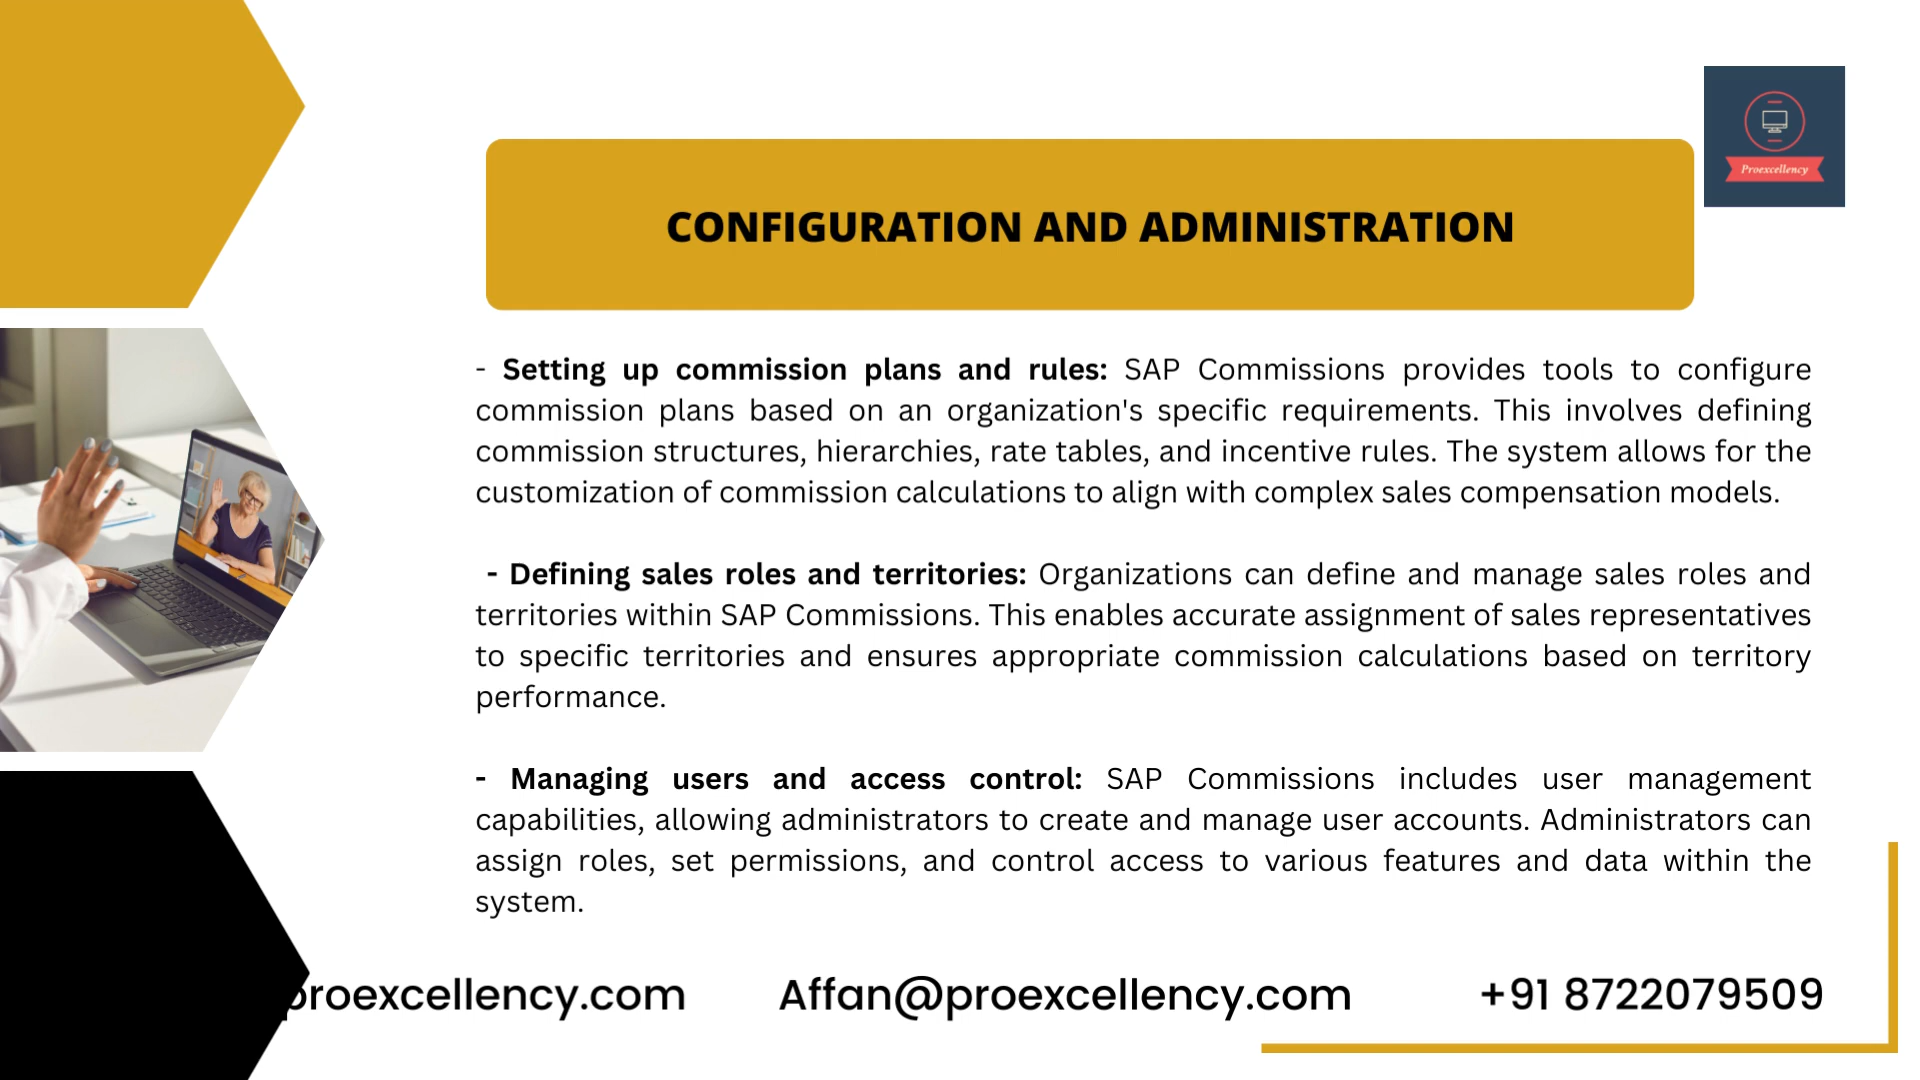 Proexcellency
CONFIGURATION AND ADMINISTRATION
- Setting up commission plans and rules: SAP Commissions provides tools to configure
commission plans based on an organization's specific requirements. This involves defining
commission structures, hierarchies, rate tables, and incentive rules. The system allows for the
customization of commission calculations to align with complex sales compensation models.
- Defining sales roles and territories: Organizations can define and manage sales roles and
territories within SAP Commissions. This enables accurate assignment of sales representatives
to specific territories and ensures appropriate commission calculations based on territory
performance.
- Managing users and access control: SAP Commissions includes user management
capabilities, allowing administrators to create and manage user accounts. Administrators can
assign roles, set permissions, and control access to various features and data within the
system.
proexcellency.com Affan@proexcellency.com +91 8722079509